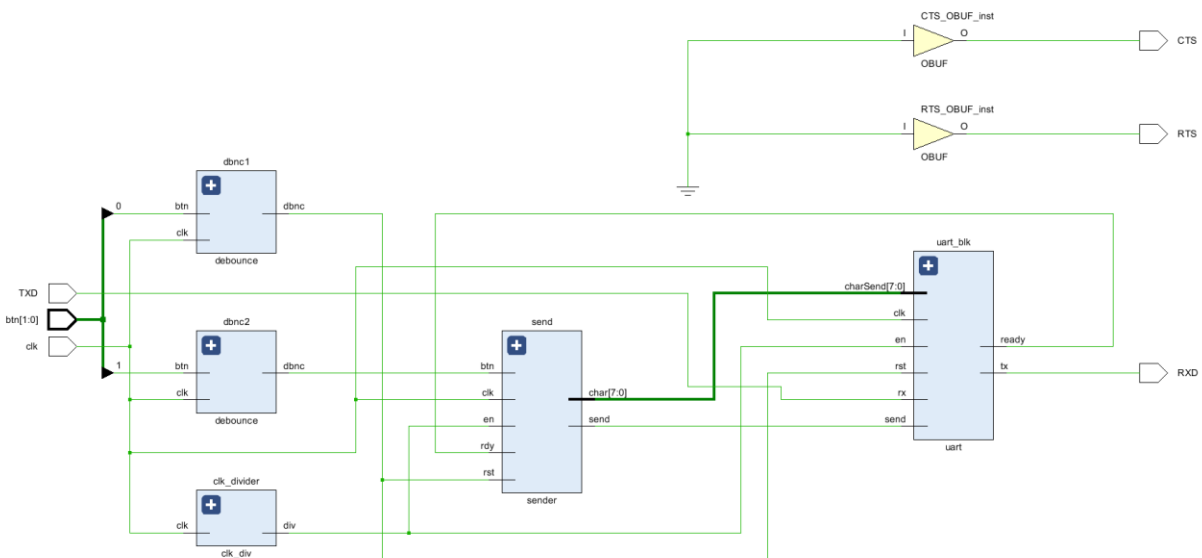 CTS_OBUF_inst
I
O
CTS
OBUF
RTS_OBUF_inst
I
O
RTS
OBUF
dbnc1
0
btn
dbnc
clk
debounce
TXD
btn[1:0]
clk
dbnc2
1
btn
dbnc
clk
debounce
clk_divider
clk
div
clk_div
send
btn
clk
char[7:0]
en
send
rdy
rst
sender
uart_blk
charSend[7:0]
clk
en
ready
rst
tx
RXD
rx
send
uart